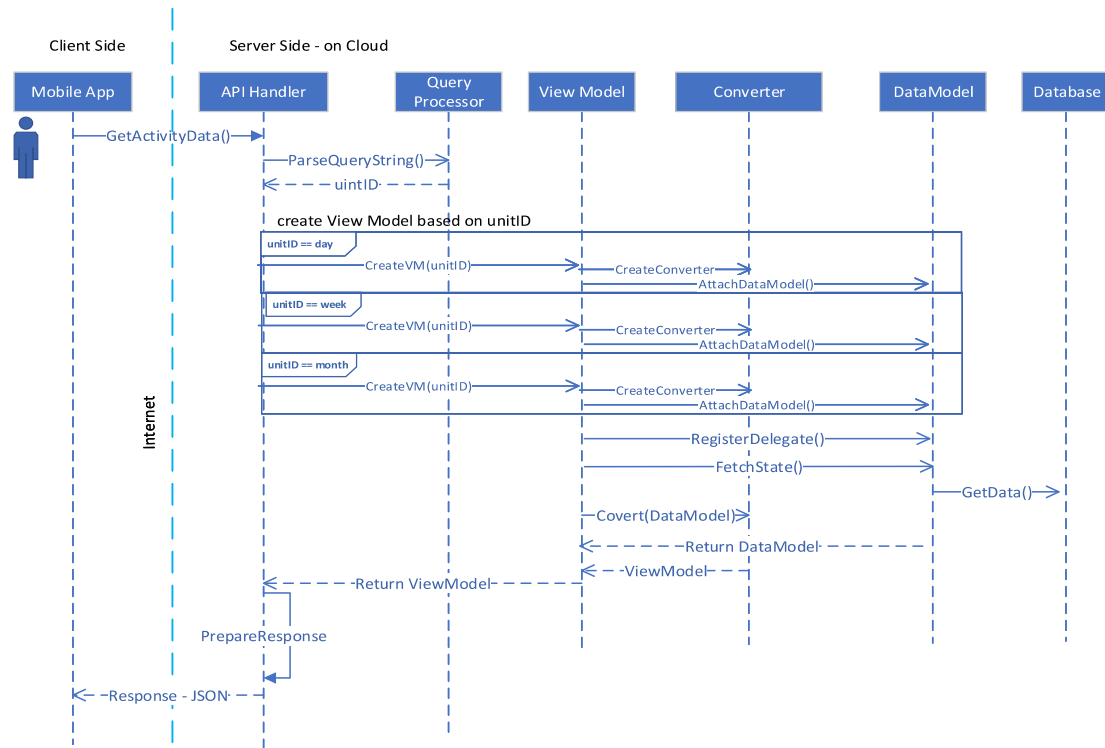 Client Side
Server Side - on Cloud
Mobile App
API Handler
Query
Processor
View Model
Converter
DataModel
Database
GetActivityData()
ParseQueryString()
uintID
create View Model based on unitID
unitID == day
CreateVM(unitID)
CreateConverter
AttachDataModel()
unitID == week
CreateVM(unitID)
CreateConverter
AttachDataModel()
unitID == month
CreateVM(unitID)
CreateConverter
AttachDataModel()
Internet
RegisterDelegate()
FetchState()
GetData()
Covert(DataModel)
Return DataModel
ViewModel
Return ViewModel
PrepareResponse
Response - JSON